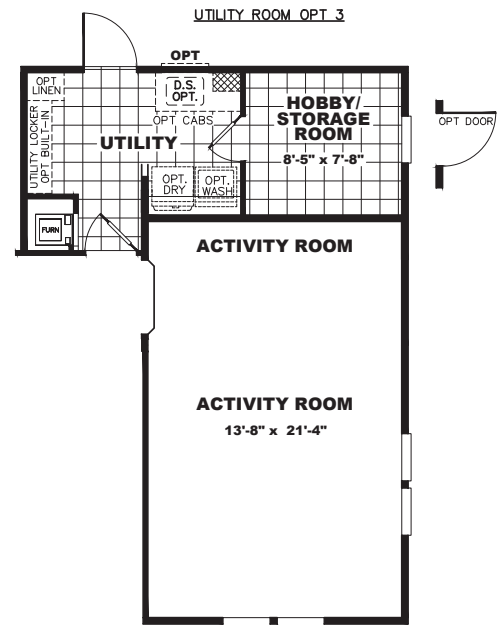 UTILITY ROOM OPT 3
OPT
OPT
LINEN
D.S.
OPT.
OPT CABS
UTILITY LOCKER
OPT BUILT-IN
UTILITY
HOBBY/
STORAGE
ROOM
8'-5" x 7'-8"
OPT DOOR
OPT.
DRY
OPT.
WASH
FURN
ACTIVITY ROOM
ACTIVITY ROOM
13'-8" x 21'-4"